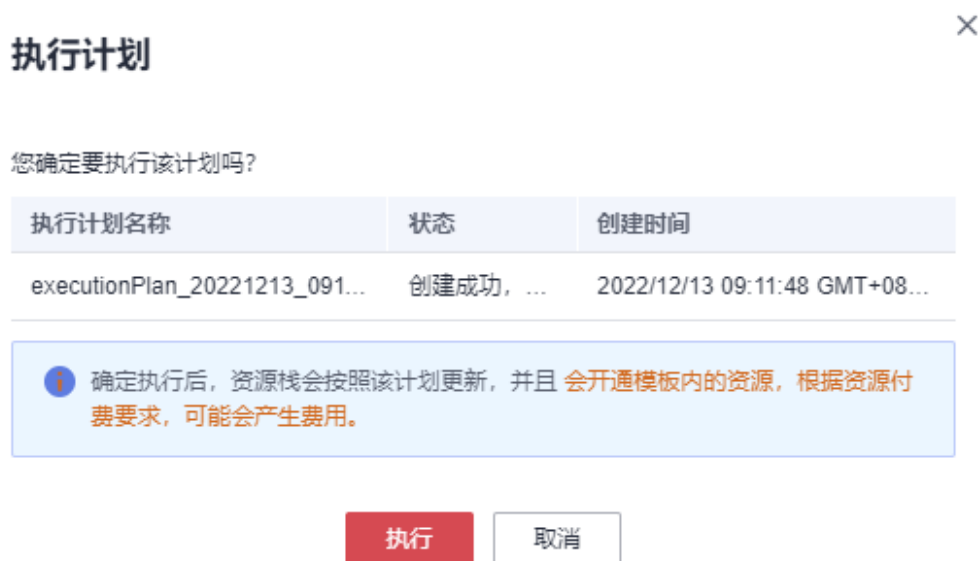 执行计划
您确定要执行该计划吗?
执行计划名称 状态 创建时间
executionPlan_20221213_091... 创建成功，... 2022/12/13 09:11:48 GMT+08...
确定执行后，资源栈会按照该计划更新，并且 会开通模板内的资源，根据资源付
费要求，可能会产生费用。
执行 取消